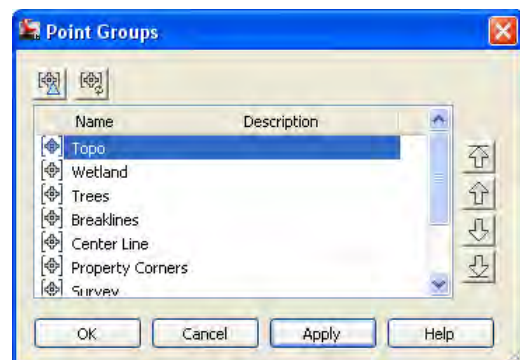 Point Groups
Name Description
Topo
Wetland
Trees
Breaklines
Center Line
Property Corners
Survey
OK Cancel Apply Help